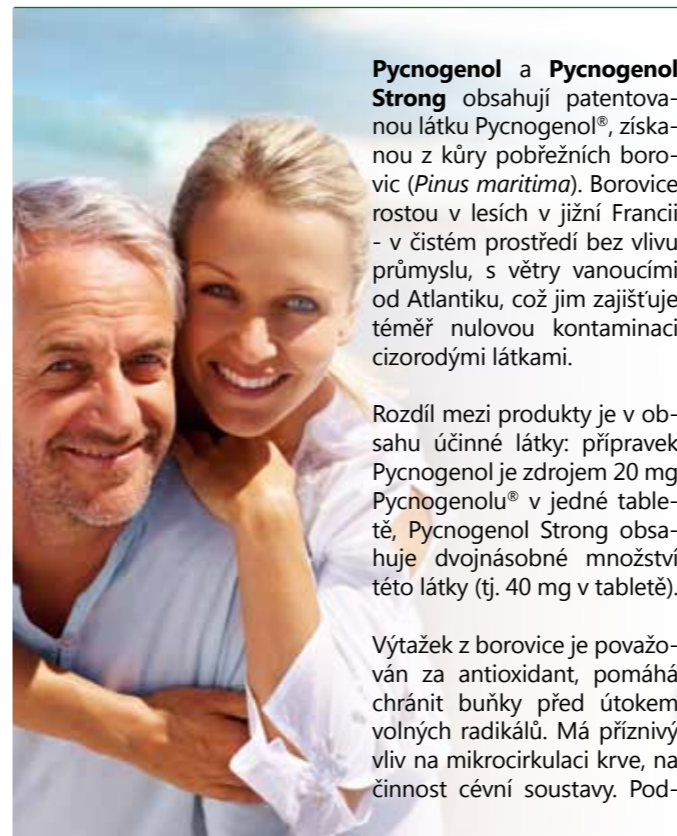 Pycnogenol a Pycnogenol
Strong obsahují patentova-
nou látku Pycnogenol®, získa-
nou z kůry pobřežních boro-
vic (Pinus maritima). Borovice
rostou v lesích v jižní Francii
- v čistém prostředí bez vlivu
průmyslu, s větry vanoucími
od Atlantiku, což jim zajišťuje
téměř nulovou kontaminaci
cizorodými látkami.
Rozdíl mezi produkty je v ob-
sahu účinné látky: přípravek
Pycnogenol je zdrojem 20 mg
Pycnogenolu® v jedné table-
tě, Pycnogenol Strong obsa-
huje dvojnásobné množství
této látky (tj. 40 mg v tabletě).
Výtažek z borovice je považo-
ván za antioxidant, pomáhá
chránit buňky před útokem
volných radikálů. Má příznivý
vliv na mikrocirkulaci krve, na
činnost cévní soustavy. Pod-